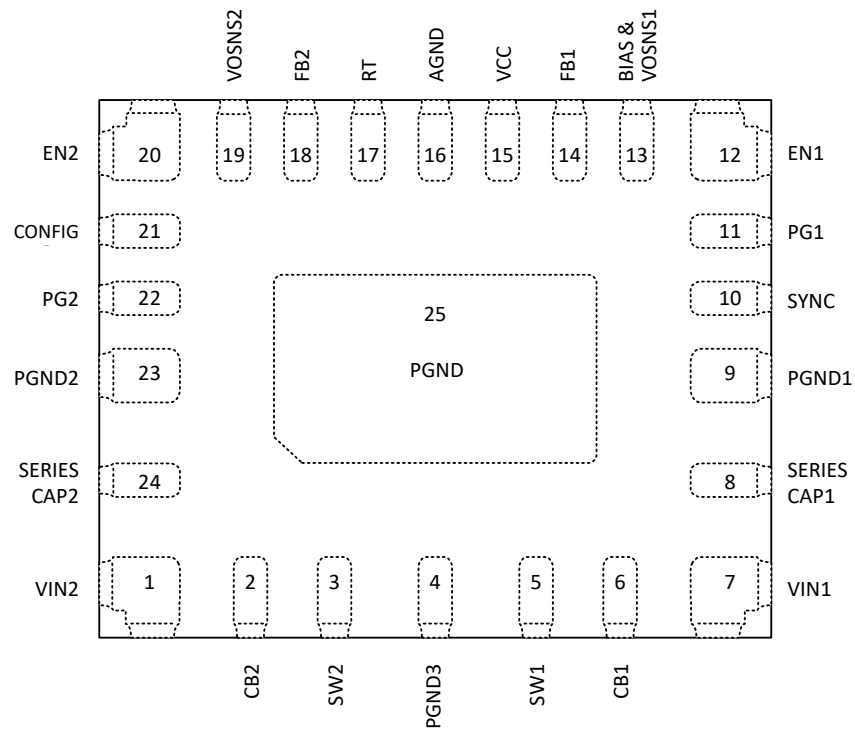 VOSNS2
FB2
RT
AGND
VCC
FB1
BIAS &
VOSNS1
EN2
20
19
18
17
16
15
14
13
12
EN1
CONFIG
21
11
PG1
PG2
22
10
SYNC
25
PGND
PGND2
23
9
PGND1
SERIES
CAP2
24
8
SERIES
CAP1
VIN2
1
2
3
4
5
6
7
VIN1
CB2
SW2
PGND3
SW1
CB1